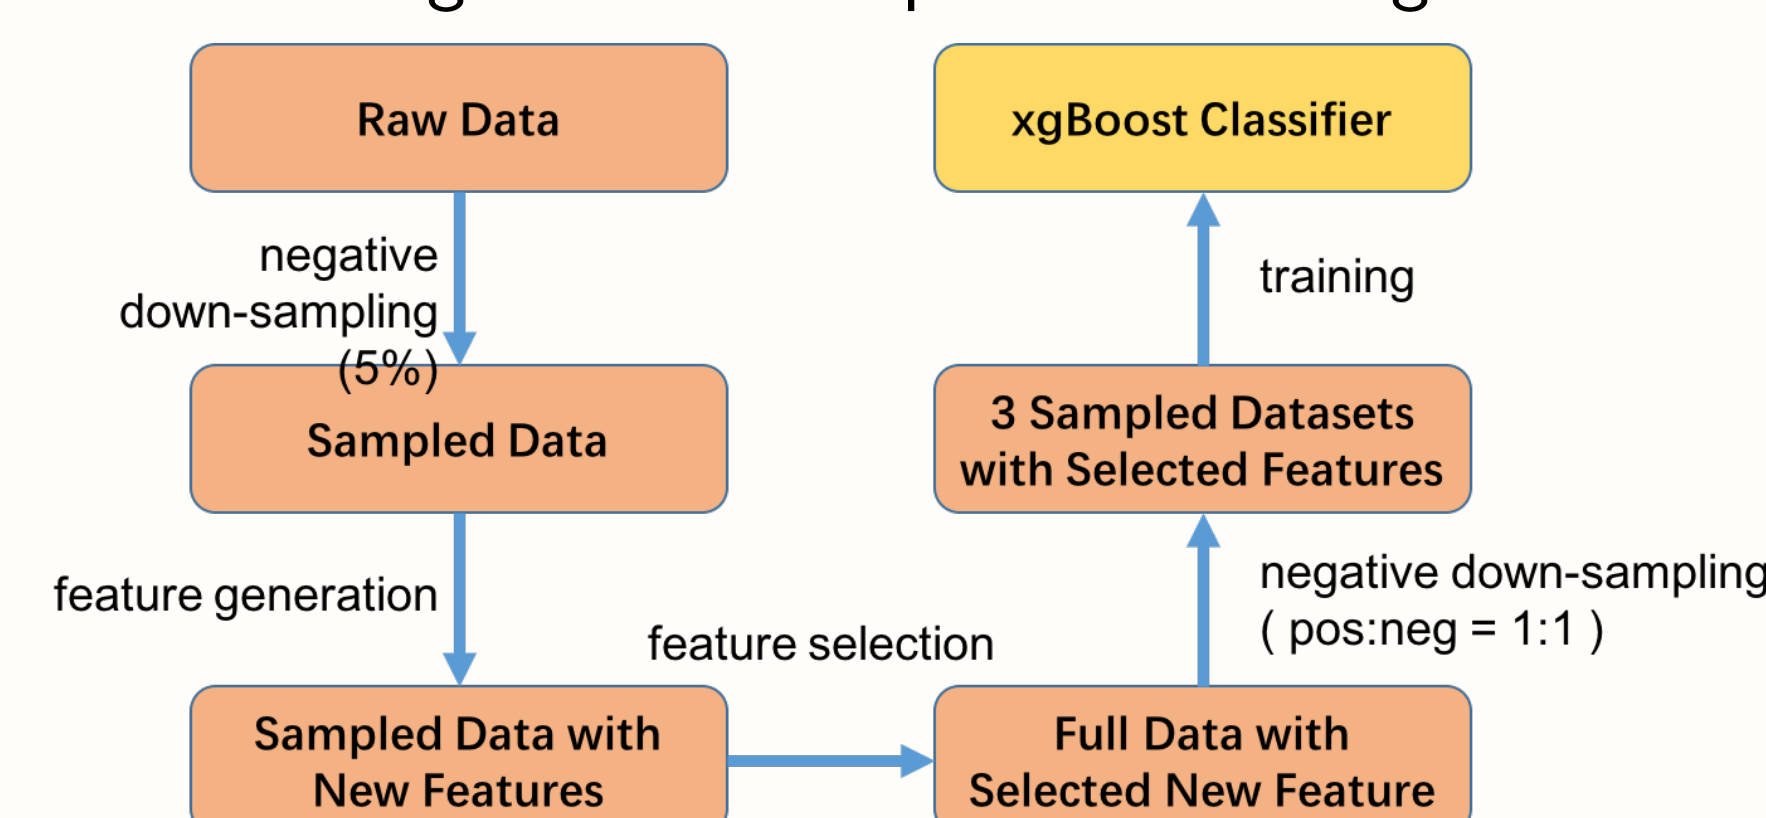 Raw Data
negative
down-sampling
(5%)
Sampled Data
feature generation
Sampled Data with
New Features
feature selection
Full Data with
Selected New Feature
negative down-sampling
( pos:neg = 1:1 )
3 Sampled Datasets
with Selected Features
training
xgBoost Classifier